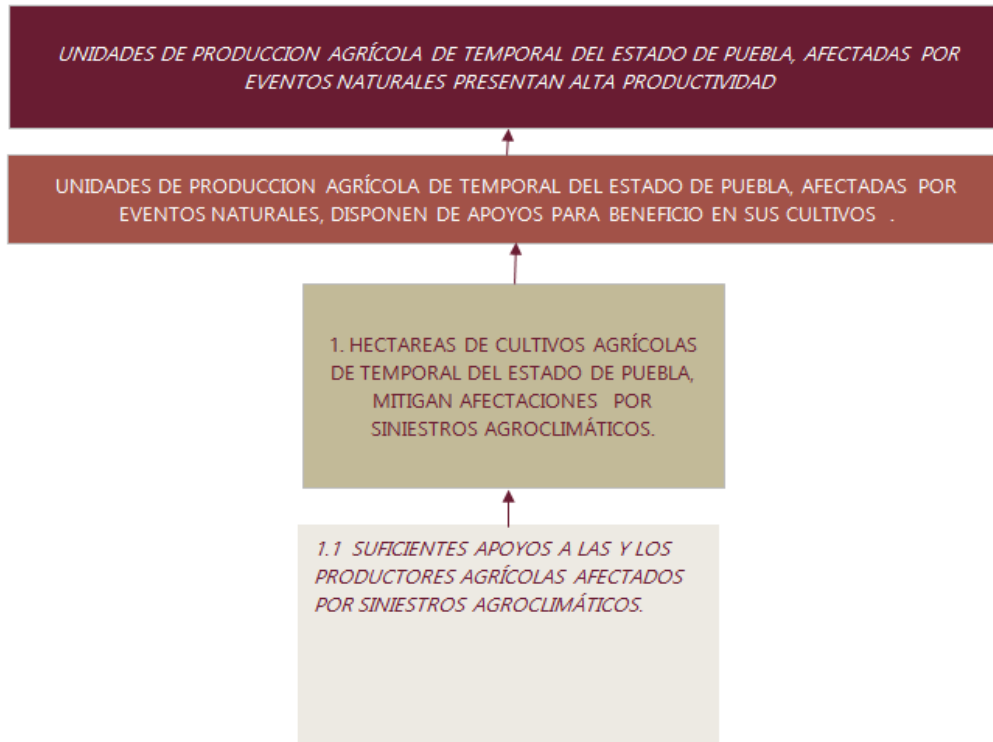 UNIDADES DE PRODUCCION AGRÍCOLA DE TEMPORAL DEL ESTADO DE PUEBLA, AFECTADAS POR
EVENTOS NATURALES PRESENTAN ALTA PRODUCTIVIDAD
UNIDADES DE PRODUCCION AGRÍCOLA DE TEMPORAL DEL ESTADO DE PUEBLA, AFECTADAS POR
EVENTOS NATURALES, DISPONEN DE APOYOS PARA BENEFICIO EN SUS CULTIVOS .
1. HECTAREAS DE CULTIVOS AGRÍCOLAS
DE TEMPORAL DEL ESTADO DE PUEBLA,
MITIGAN AFECTACIONES POR
SINIESTROS AGROCLIMÁTICOS.
1.1 SUFICIENTES APOYOS A LAS Y LOS
PRODUCTORES AGRÍCOLAS AFECTADOS
POR SINIESTROS AGROCLIMÁTICOS.